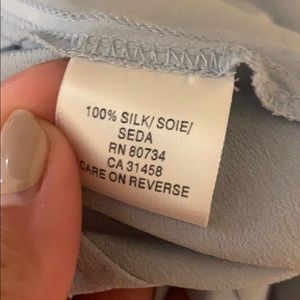 100% SILK/SOIE/
SEDA
RN 80734
CA 31458
CARE ON REVERSE